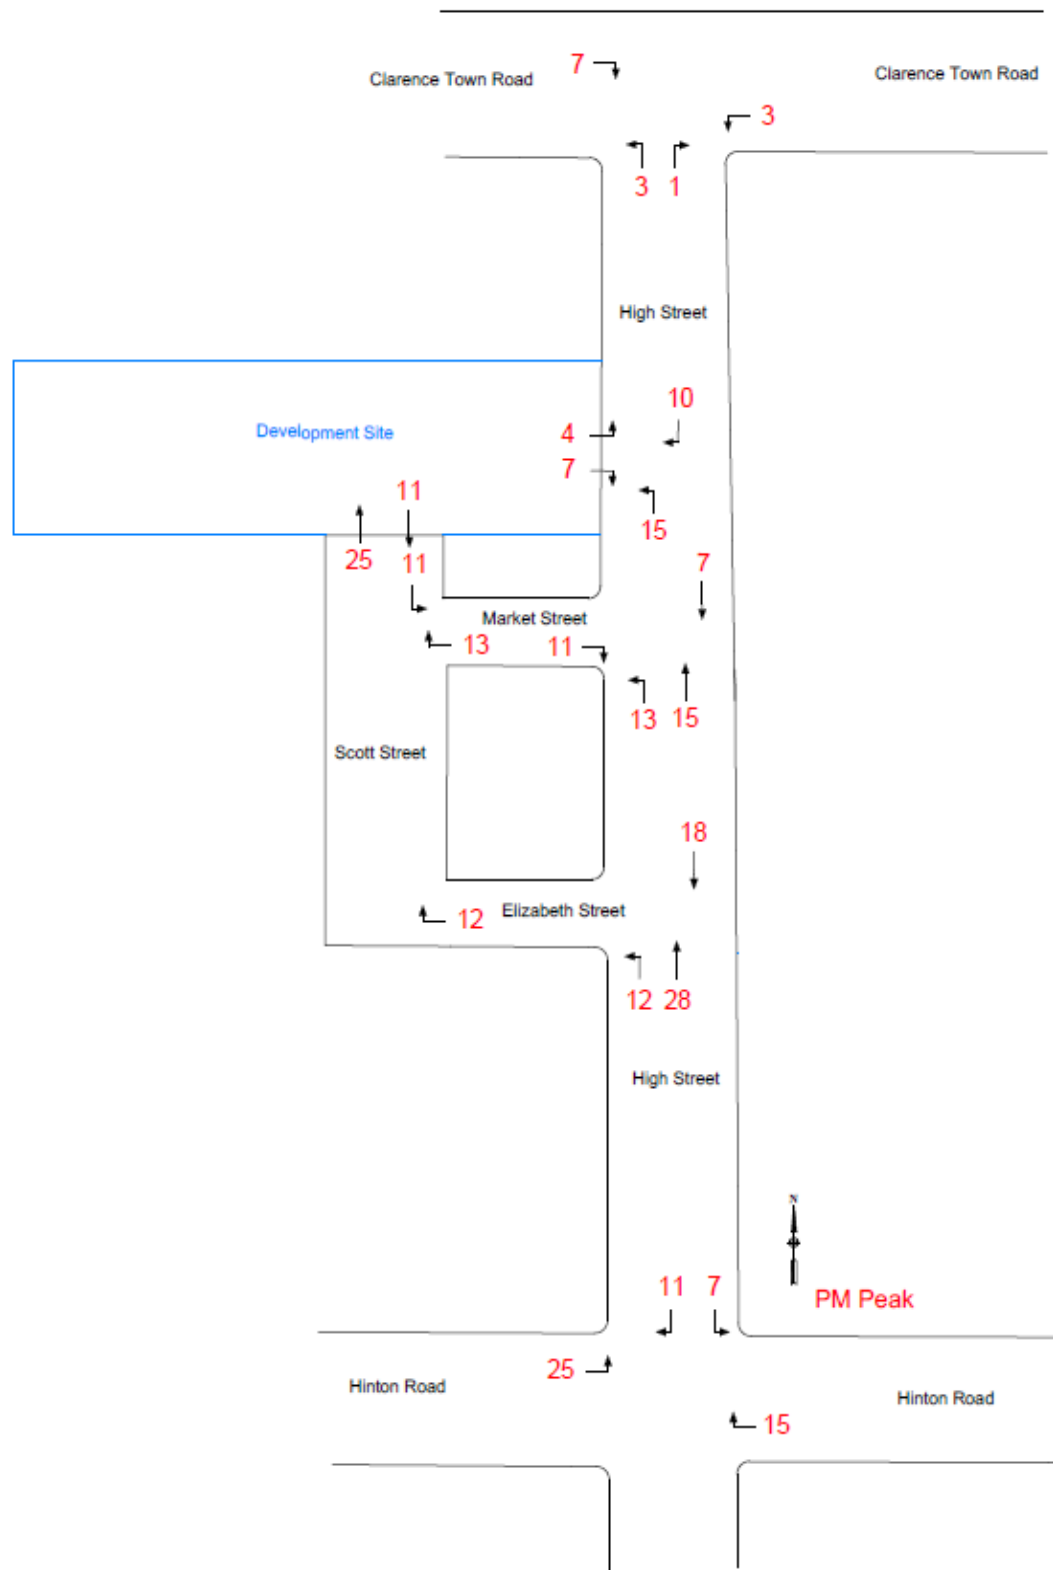 7
Clarence Town Road
Clarence Town Road
3
3
1
High Street
10
Development Site
4
7
11
15
25
11
7
Market Street
13
11
13
15
Scott Street
18
12
Elizabeth Street
12
28
High Street
N
11
7
PM Peak
25
Hinton Road
Hinton Road
15